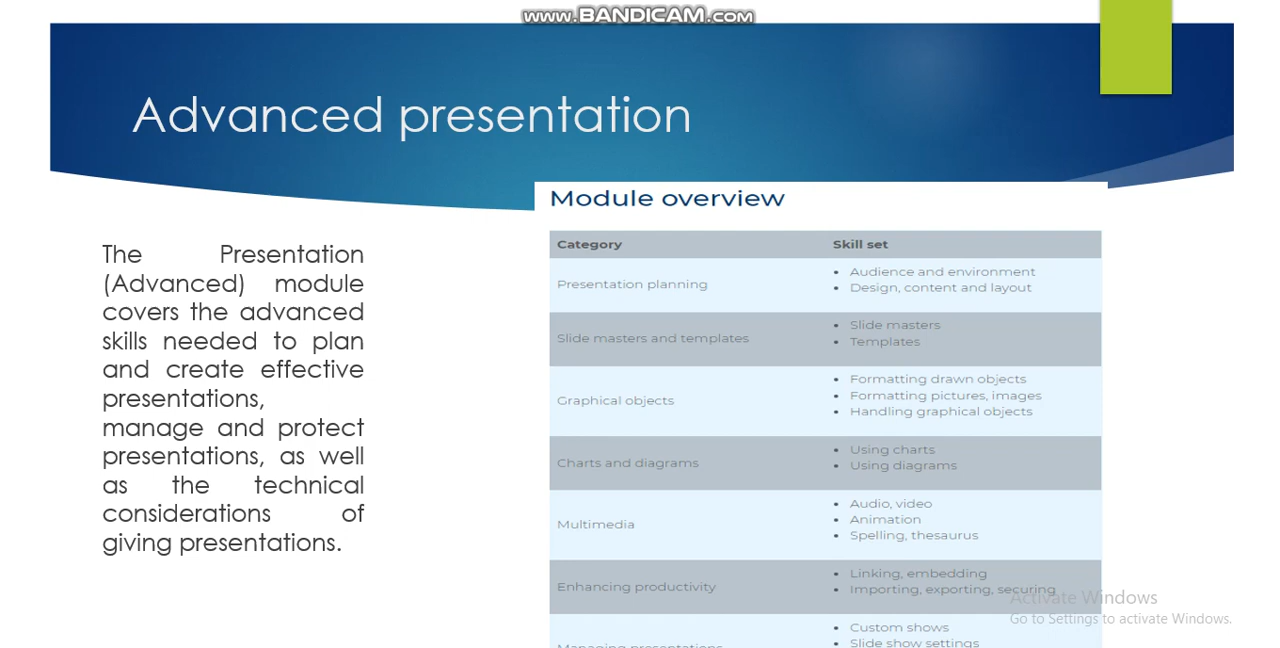 www.BANDICAM.com
Advanced presentation
The Presentation
(Advanced) module
covers the advanced
skills needed to plan
and create effective
presentations,
manage and protect
presentations, as well
as the technical
considerations of
giving presentations.
Module overview
Category Skill set
Presentation planning
• Audience and environment
• Design, content and layout
Slide masters and templates
• Slide masters
• Templates
Graphical objects
• Formatting drawn objects
• Formatting pictures, images
• Handling graphical objects
Charts and diagrams
• Using charts
• Using diagrams
Multimedia
• Audio, video
• Animation
• Spelling, thesaurus
Enhancing productivity
• Linking, embedding
• Importing, exporting, securing
Managing presentations
• Custom shows
• Slide show settings
Activate Windows
Go to Settings to activate Windows.